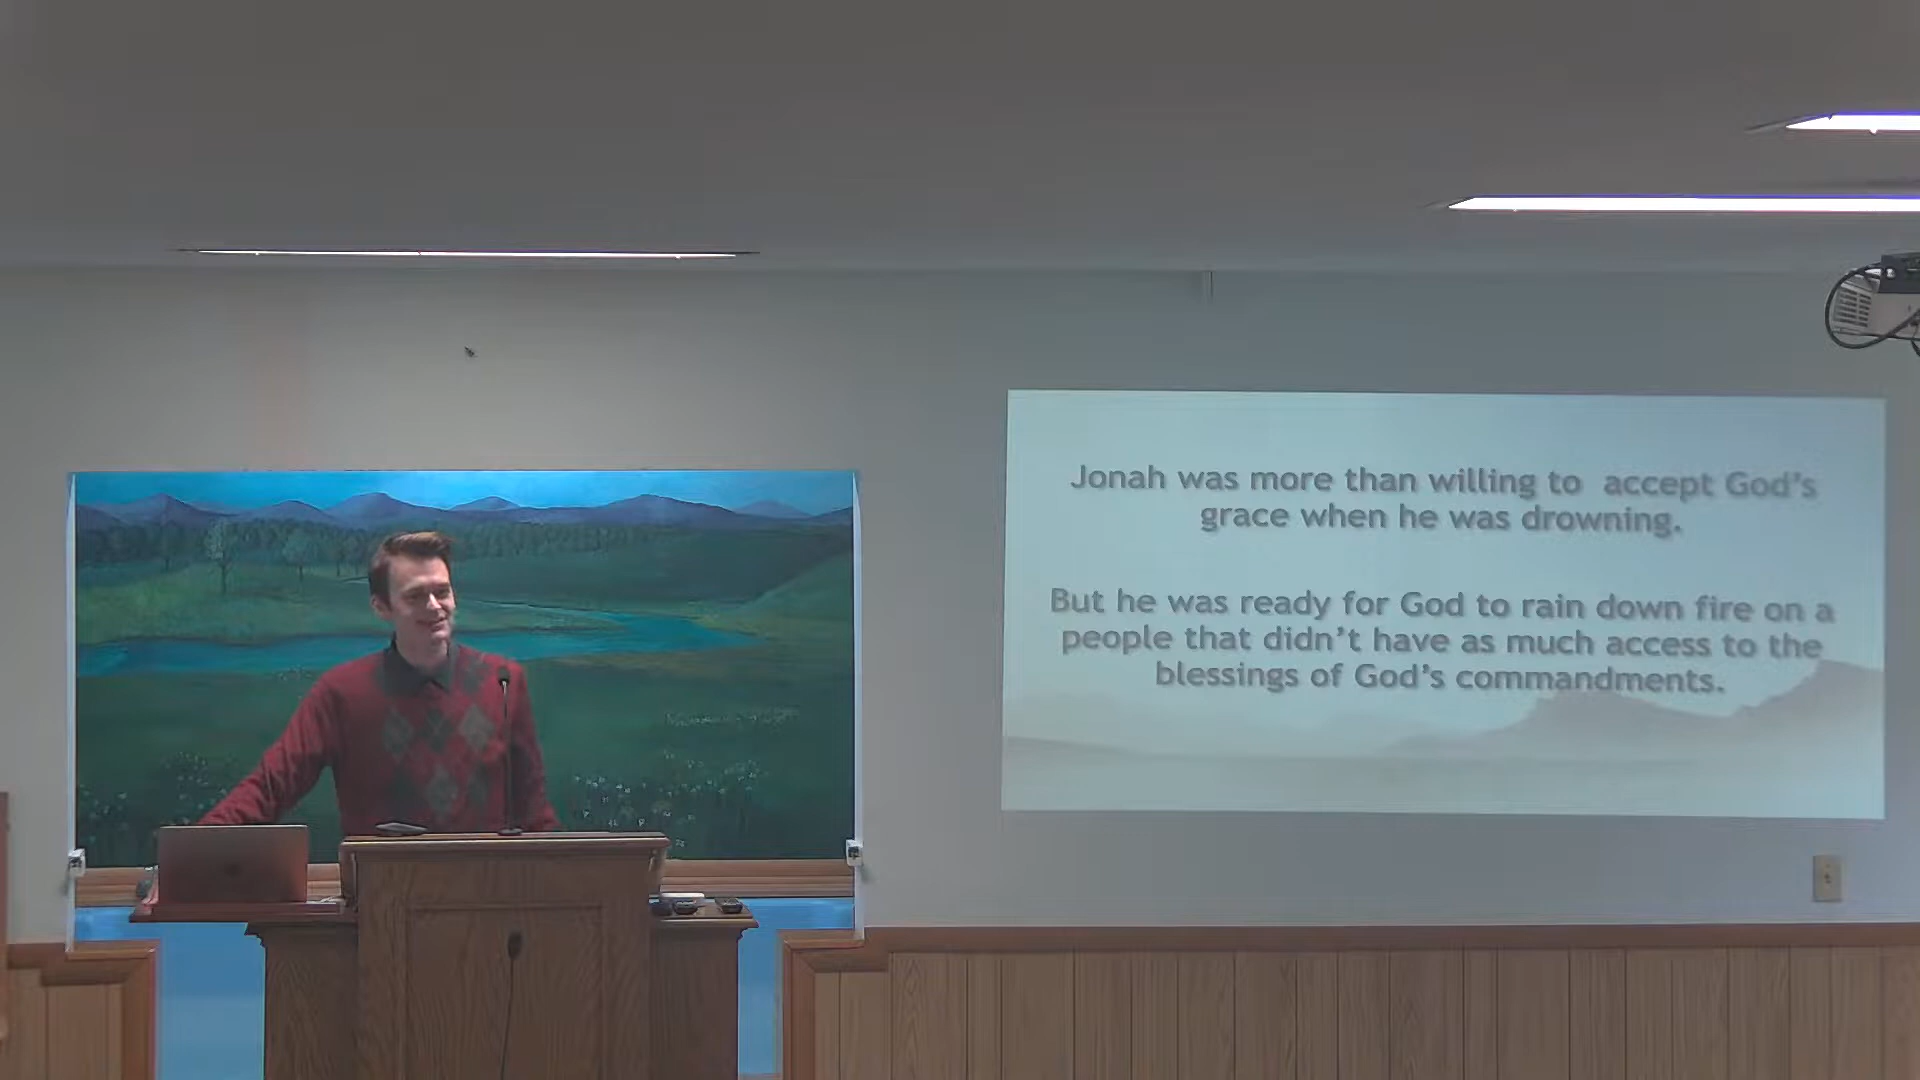 Jonah was more than willing to accept God's
grace when he was drowning.
But he was ready for God to rain down fire on a
people that didn't have as much access to the
blessings of God's commandments.